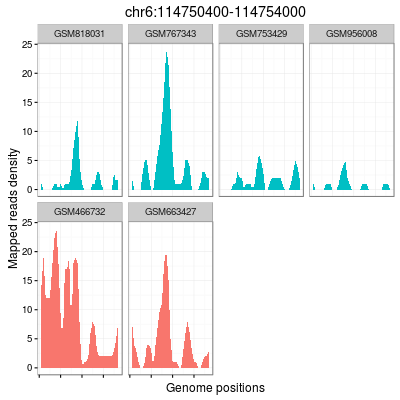 chr6:114750400-114754000
GSM818031 GSM767343 GSM753429 GSM956008
25
20
15
10
5
0
GSM466732 GSM663427
25
20
15
10
5
0
Mapped reads density
Genome positions